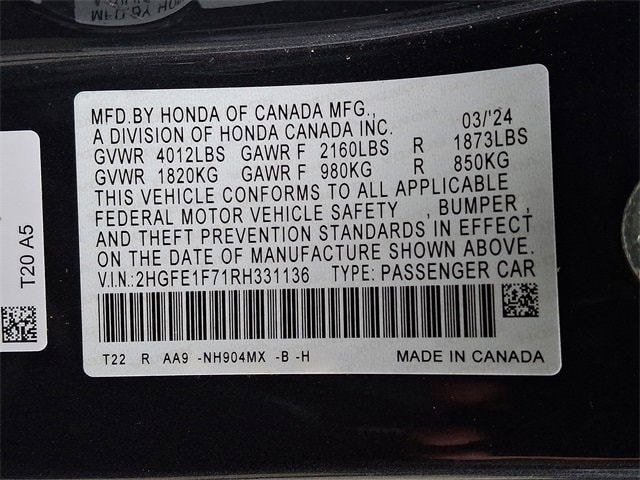 MFD.BY HONDA OF CANADA MFG.,
A DIVISION OF HONDA CANADA INC. 03/'24
GVWR 4012LBS GAWR F 2160LBS R 1873LBS
GVWR 1820KG GAWR F 980KG R 850KG
THIS VEHICLE CONFORMS TO ALL APPLICABLE
FEDERAL MOTOR VEHICLE SAFETY , BUMPER ,
AND THEFT PREVENTION STANDARDS IN EFFECT
ON THE DATE OF MANUFACTURE SHOWN ABOVE.
V.I.N.:2HGFE1F71RH331136 TYPE: PASSENGER CAR
T22 R AA9 -NH904MX -B -H MADE IN CANADA
T20 A5